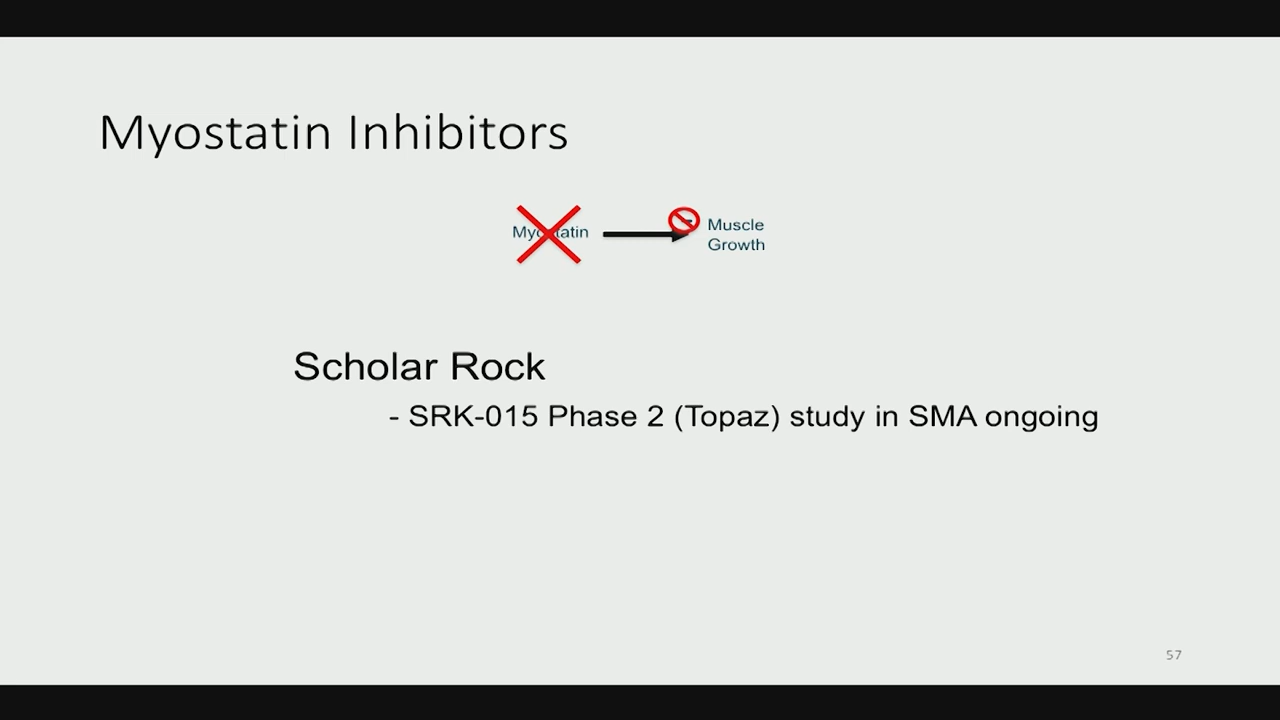 Myostatin Inhibitors
Myostatin
Muscle
Growth
Scholar Rock
- SRK-015 Phase 2 (Topaz) study in SMA ongoing
57